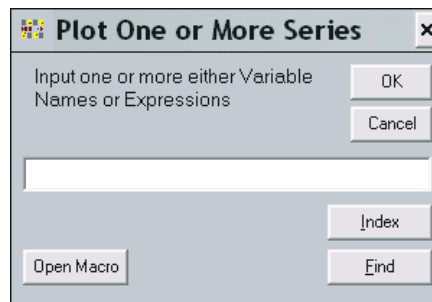 Plot One or More Series
Input one or more either Variable
Names or Expressions
OK
Cancel
Index
Open Macro
Find